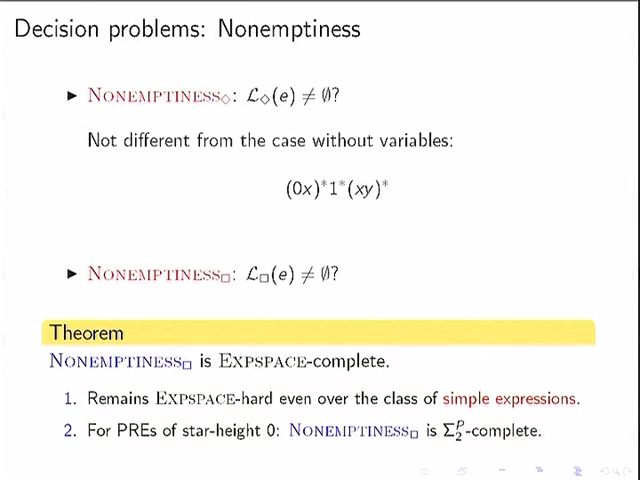 Decision problems: Nonemptiness
▶ NONEMPTINESS◇: ℒ◇(e) ≠ ∅?
Not different from the case without variables:
(0x)*1*(xy)*
▶ NONEMPTINESS□: ℒ□(e) ≠ ∅?
Theorem
NONEMPTINESS□ is EXPSPACE-complete.
1. Remains EXPSPACE-hard even over the class of simple expressions.
2. For PREs of star-height 0: NONEMPTINESS□ is Σ₂ᴾ-complete.